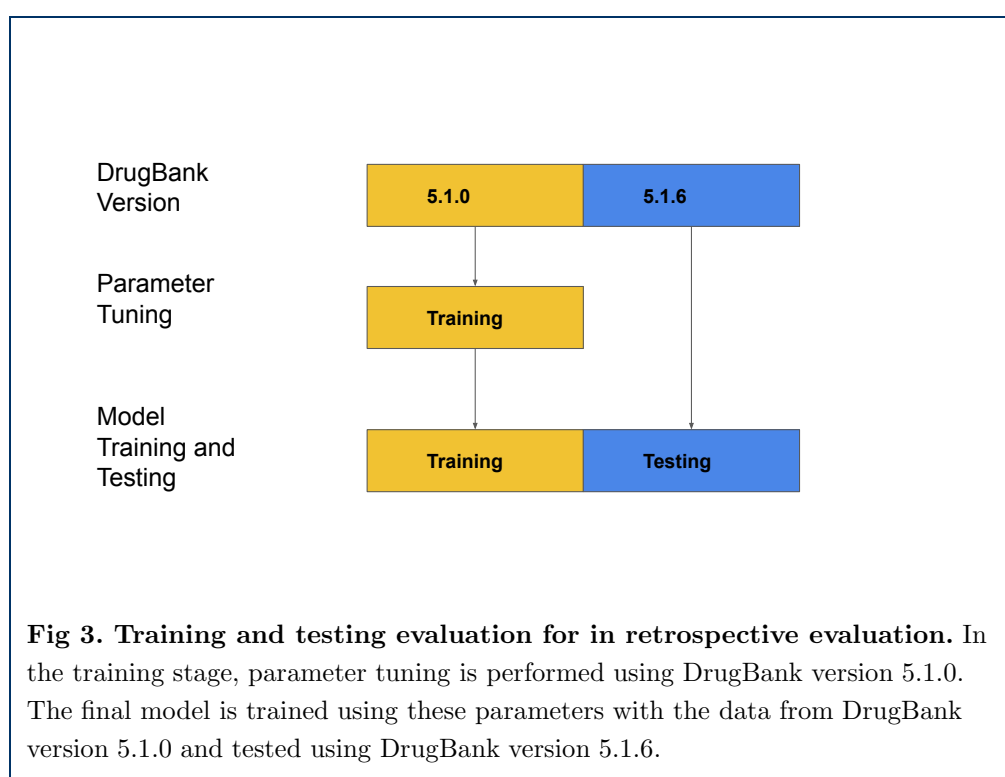 DrugBank
Version
5.1.0
5.1.6
Parameter
Tuning
Training
Model
Training and
Testing
Training
Testing
Fig 3. Training and testing evaluation for in retrospective evaluation. In
the training stage, parameter tuning is performed using DrugBank version 5.1.0.
The final model is trained using these parameters with the data from DrugBank
version 5.1.0 and tested using DrugBank version 5.1.6.